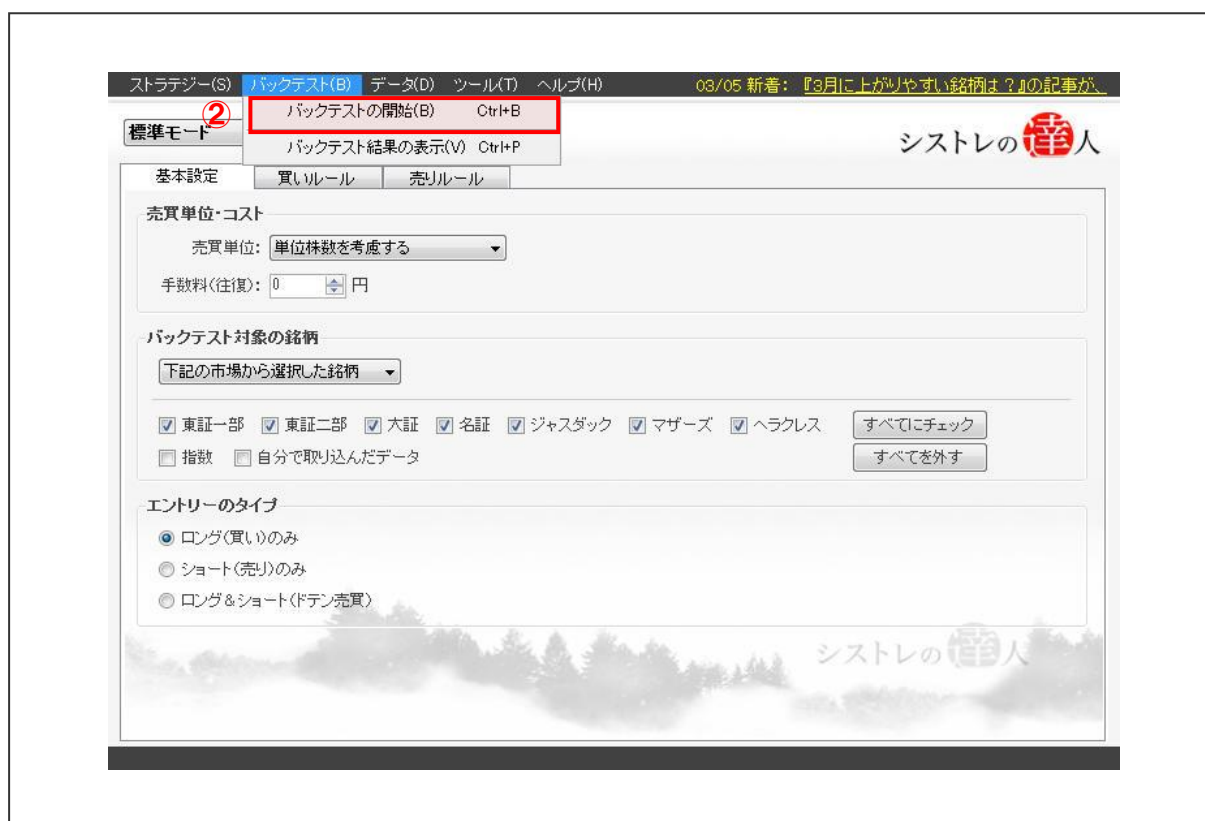 ストラテジー(S) バックテスト(B) データ(D) ツール(T) ヘルプ(H) 03/05 新着: 『3月に上がりやすい銘柄は？』の記事が、
② バックテストの開始(B) Ctrl+B
標準モード バックテスト結果の表示(V) Ctrl+P
シストレの達人
基本設定 買いルール 売りルール
売買単位・コスト
売買単位: 単位株数を考慮する
手数料(往復): 0 円
バックテスト対象の銘柄
下記の市場から選択した銘柄
東証一部 東証二部 大証 名証 ジャスダック マザーズ ヘラクレス すべてにチェック
指数 自分で取り込んだデータ すべてを外す
エントリーのタイプ
ロング(買い)のみ
ショート(売り)のみ
ロング&ショート(ドテン売買)
シストレの達人